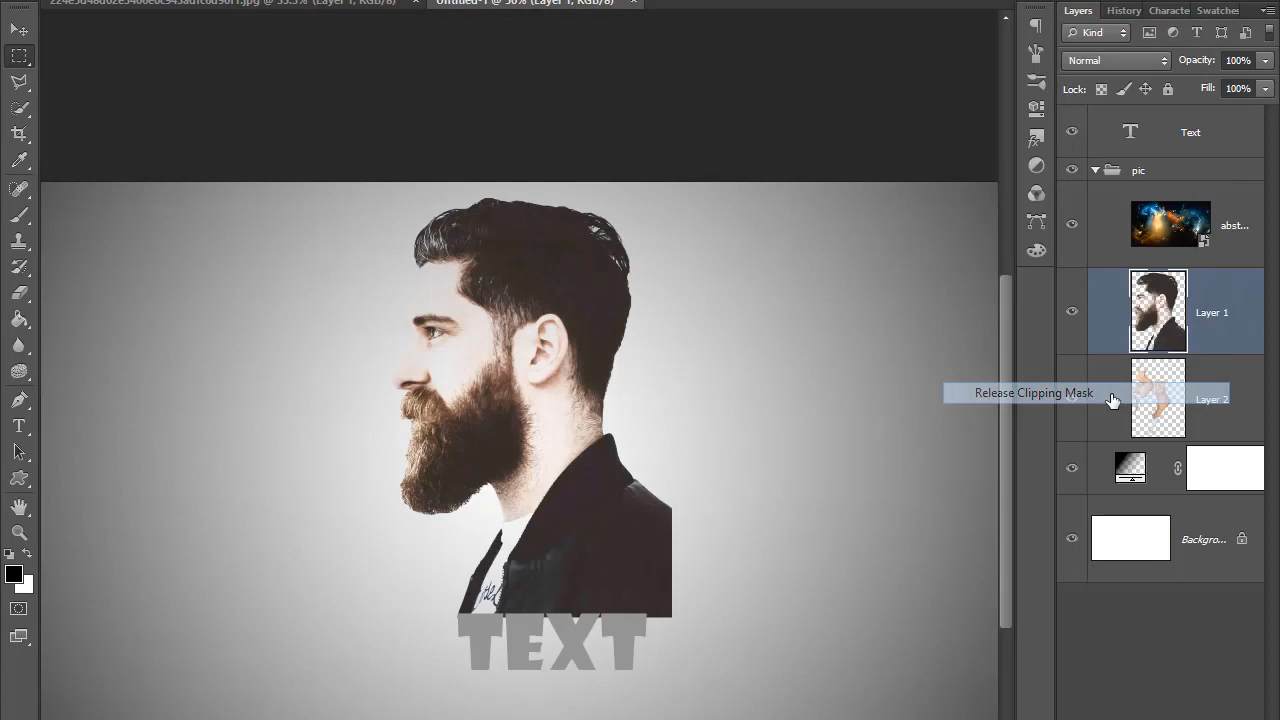 Untitled-1 @ 50% (Layer 1, RGB/8)
Layers
History
Characte
Swatches
Kind
Normal
Opacity: 100%
Lock:
Fill: 100%
T Text
pic
abst...
Layer 1
Release Clipping Mask
Layer 2
Backgro...
TEXT